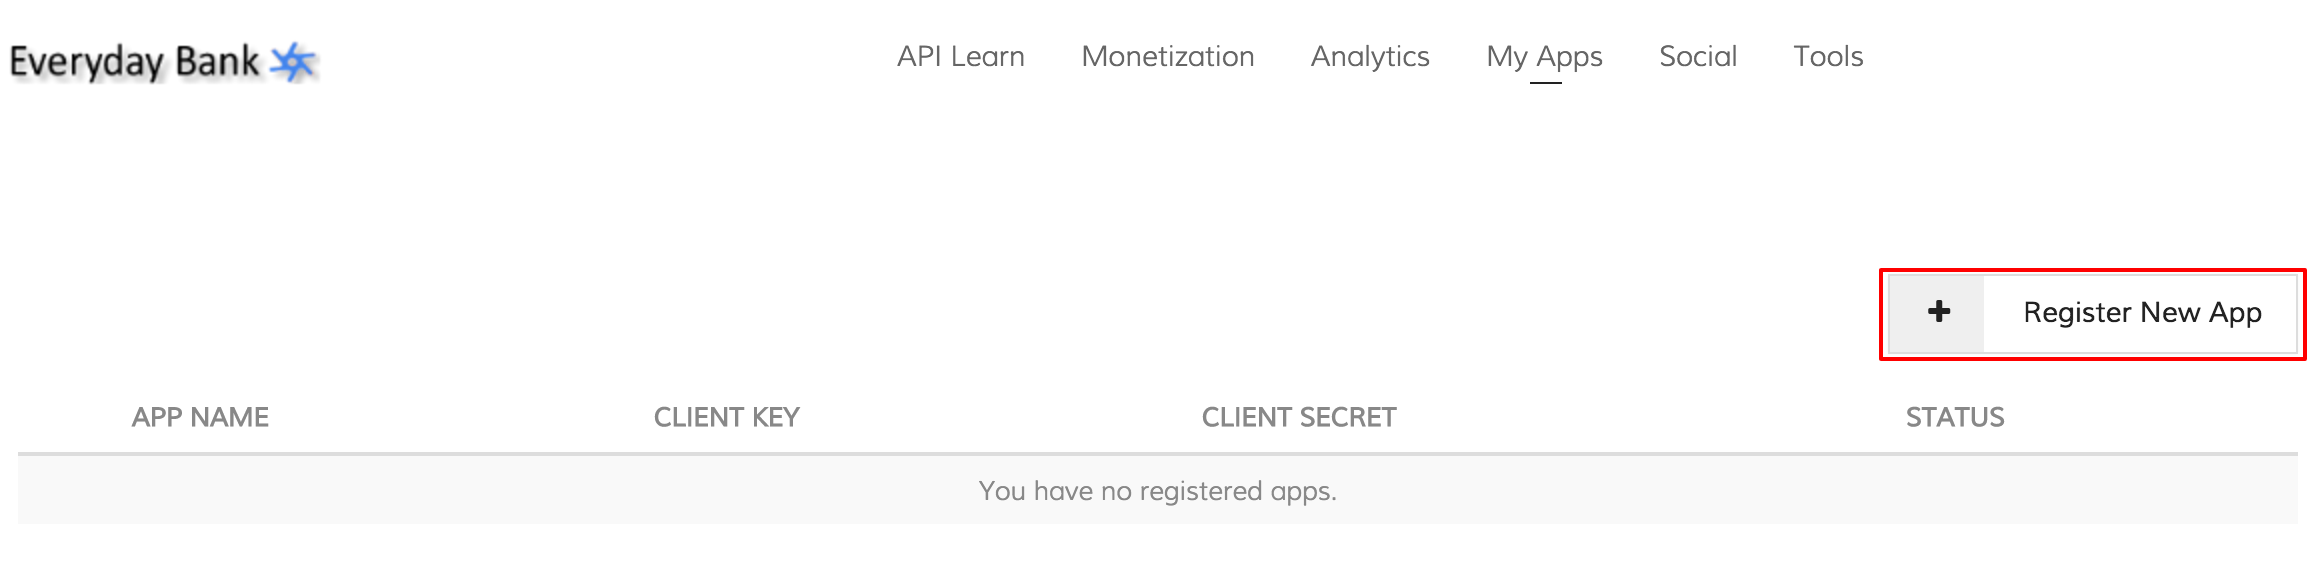 Everyday Bank
API Learn Monetization Analytics My Apps Social Tools
Register New App
APP NAME CLIENT KEY CLIENT SECRET STATUS
You have no registered apps.